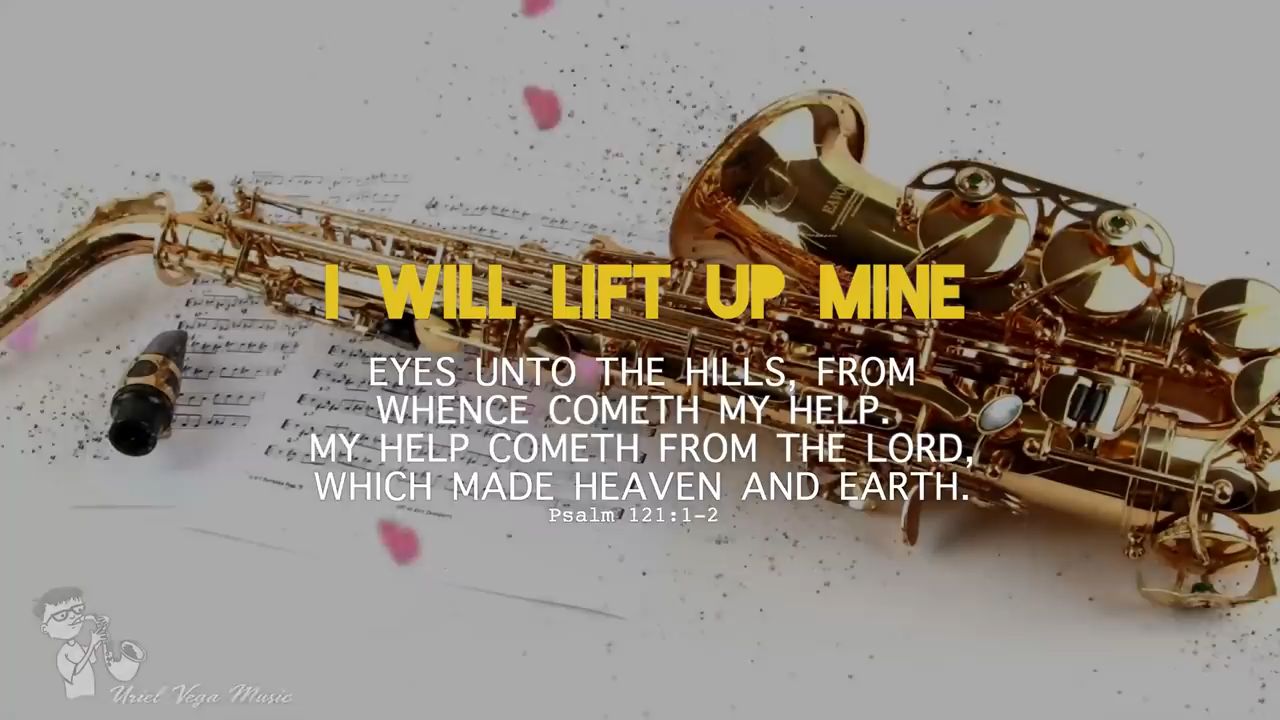 I WILL LIFT UP MINE
EYES UNTO THE HILLS, FROM
WHENCE COMETH MY HELP.
MY HELP COMETH FROM THE LORD,
WHICH MADE HEAVEN AND EARTH.
Psalm 121:1-2
Uriel Vega Music